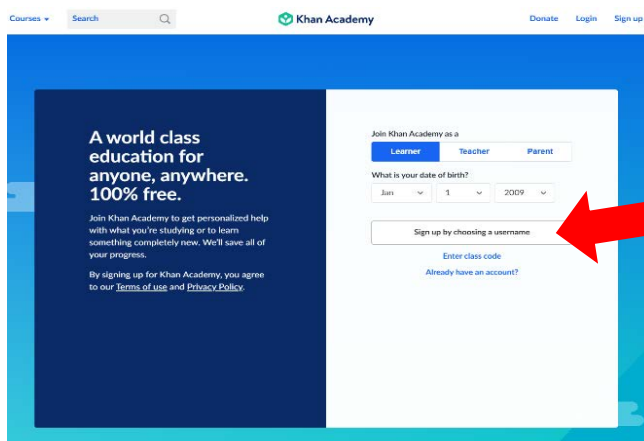 Courses Search Khan Academy Donate Login Sign up
A world class
education for
anyone, anywhere.
100% free.
Join Khan Academy to get personalized help
with what you're studying or to learn
something completely new. We'll save all of
your progress.
By signing up for Khan Academy, you agree
to our Terms of use and Privacy Policy.
Join Khan Academy as a
Learner Teacher Parent
What is your date of birth?
Jan 1 2009
Sign up by choosing a username
Enter class code
Already have an account?